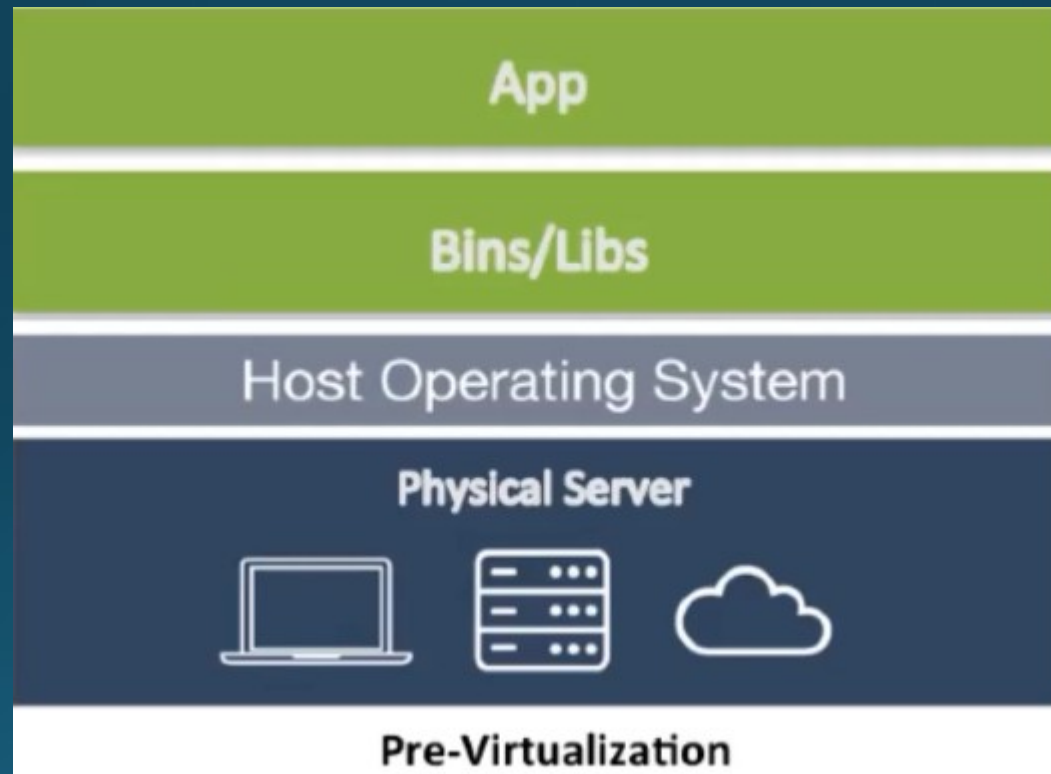 App
Bins/Libs
Host Operating System
Physical Server
Pre-Virtualization